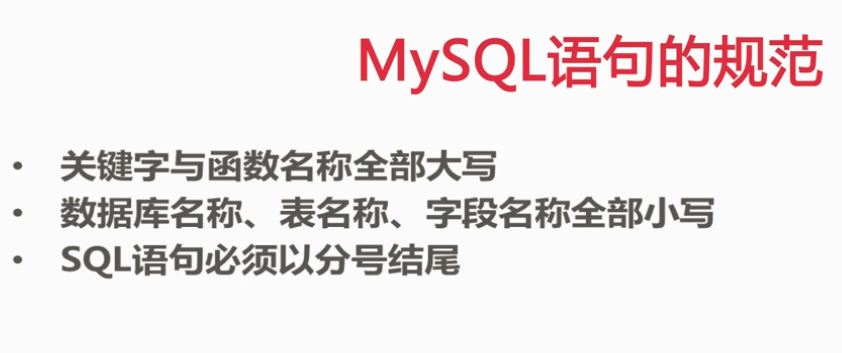 MySQL语句的规范
• 关键字与函数名称全部大写
• 数据库名称、表名称、字段名称全部小写
• SQL语句必须以分号结尾